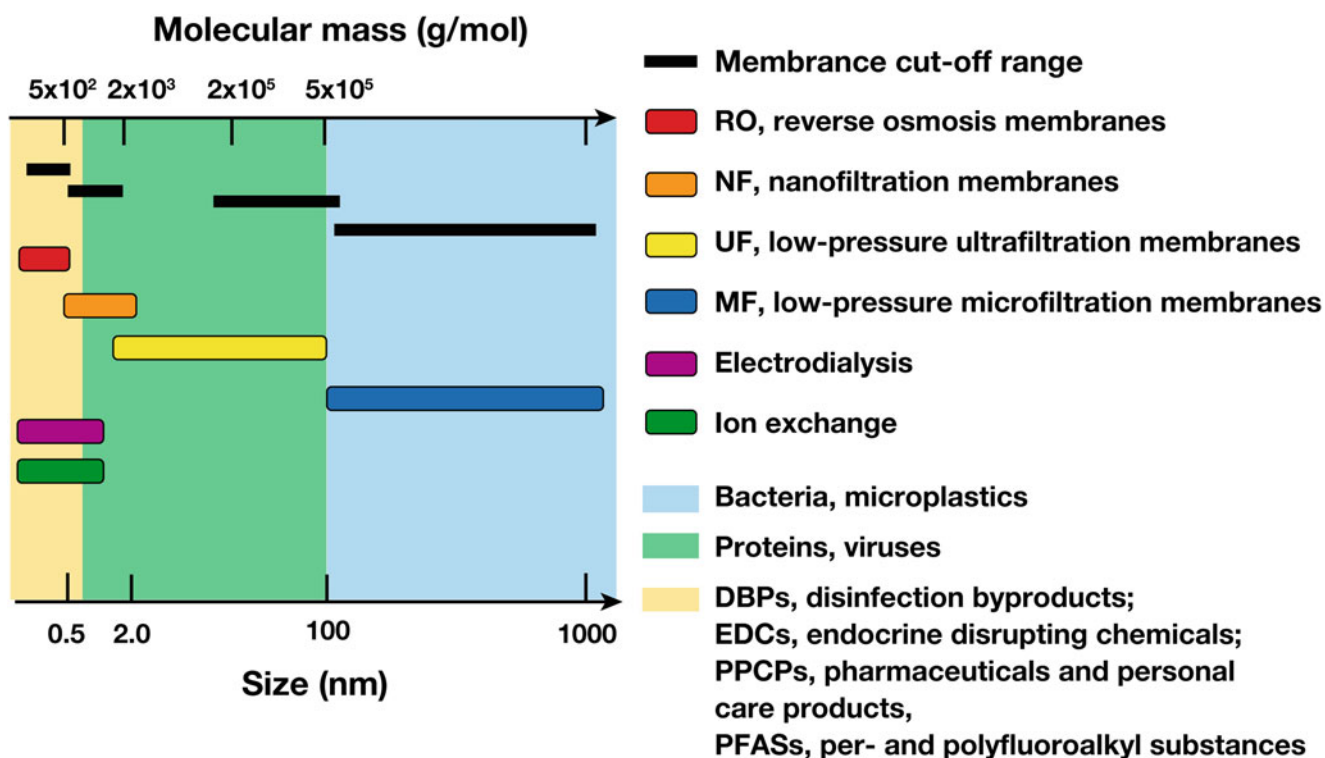 Molecular mass (g/mol)
5x10² 2x10³ 2x10⁵ 5x10⁵
0.5 2.0 100 1000
Size (nm)
Membrance cut-off range
RO, reverse osmosis membranes
NF, nanofiltration membranes
UF, low-pressure ultrafiltration membranes
MF, low-pressure microfiltration membranes
Electrodialysis
Ion exchange
Bacteria, microplastics
Proteins, viruses
DBPs, disinfection byproducts;
EDCs, endocrine disrupting chemicals;
PPCPs, pharmaceuticals and personal
care products,
PFASs, per- and polyfluoroalkyl substances